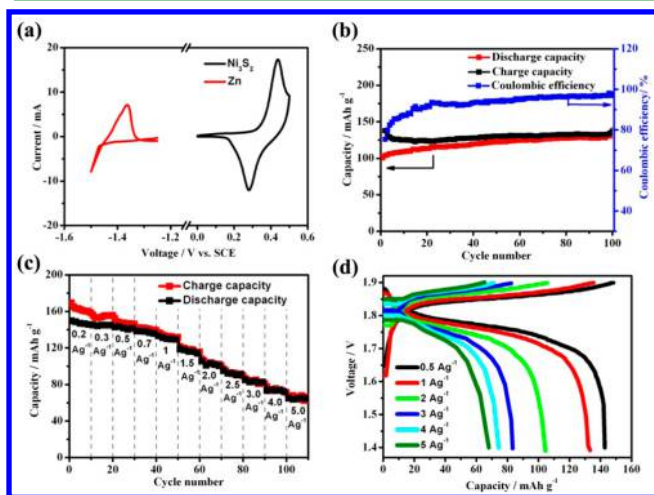 (a)
Current / mA
20
10
0
-10
-20
Ni3S2
Zn
-1.6 -1.2 0.0 0.2 0.4 0.6
Voltage / V vs. SCE
(b)
Capacity / mAh g-1
250
200
150
100
50
0
Discharge capacity
Charge capacity
Coulombic efficiency
120
100
80
60
40
Coulombic efficiency/ %
0 20 40 60 80 100
Cycle number
(c)
Capacity / mAh g-1
200
160
120
80
40
0
Charge capacity
Discharge capacity
0.2 0.3 0.5 0.7 1 1.5 2.0 2.5 3.0 4.0 5.0
Ag-1 Ag-1 Ag-1 Ag-1 Ag-1 Ag-1 Ag-1 Ag-1 Ag-1 Ag-1 Ag-1
0 20 40 60 80 100
Cycle number
(d)
Voltage / V
1.9
1.8
1.7
1.6
1.5
1.4
0.5 Ag-1
1 Ag-1
2 Ag-1
3 Ag-1
4 Ag-1
5 Ag-1
0 20 40 60 80 100 120 140 160
Capacity / mAh g-1